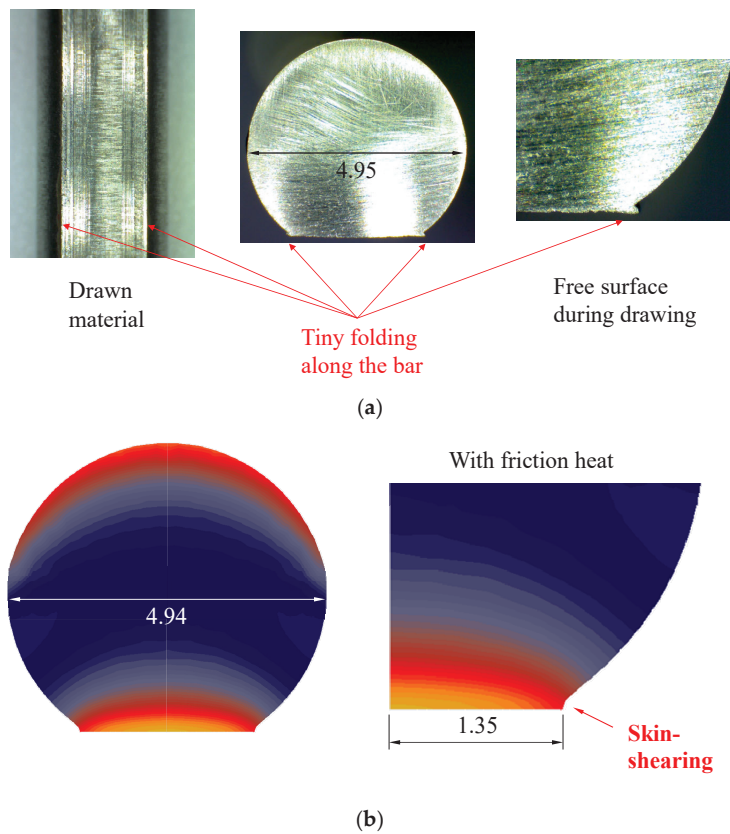 4.95
Drawn
material
Tiny folding
along the bar
Free surface
during drawing
(a)
With friction heat
4.94
1.35
Skin-
shearing
(b)